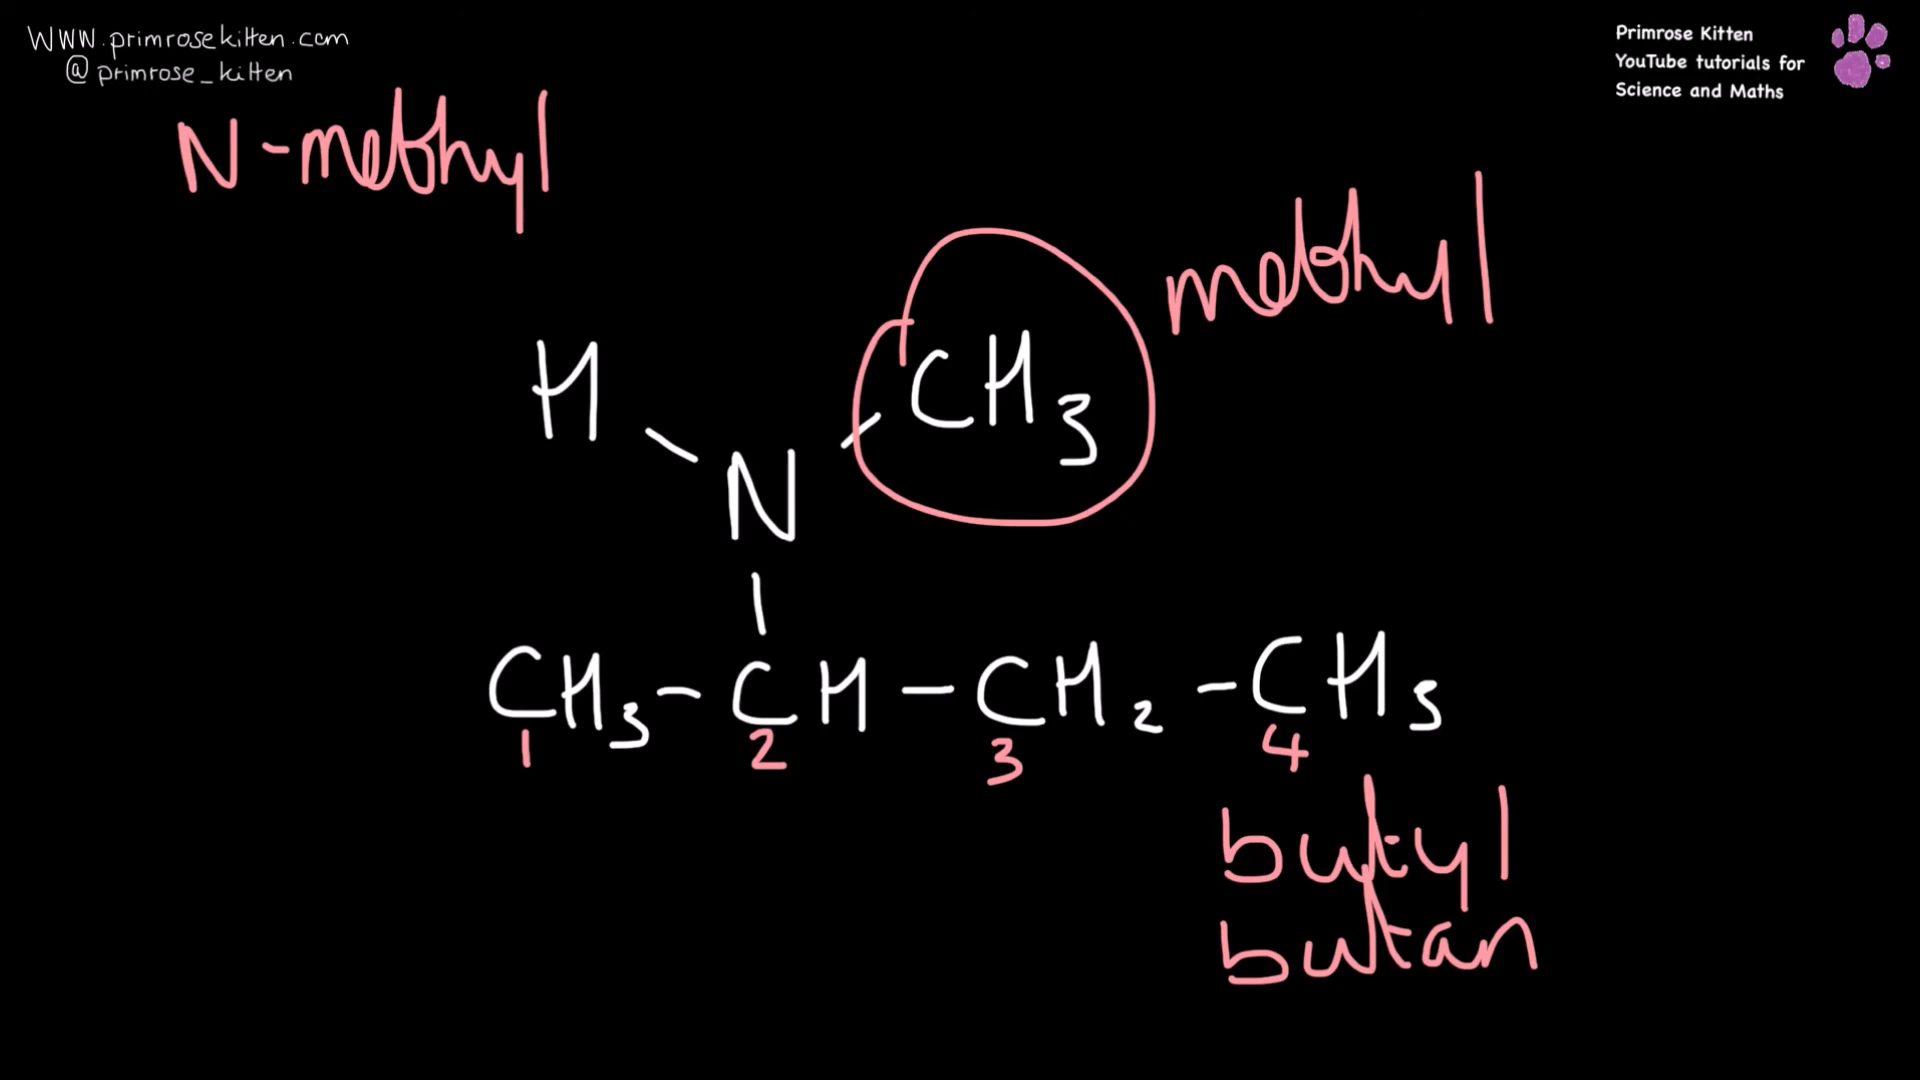 www.primrosekitten.com
@primrose_kitten
Primrose Kitten
YouTube tutorials for
Science and Maths
N-methyl
methyl
H CH3
N
CH3-CH-CH2-CH3
1 2 3 4
butyl
butan